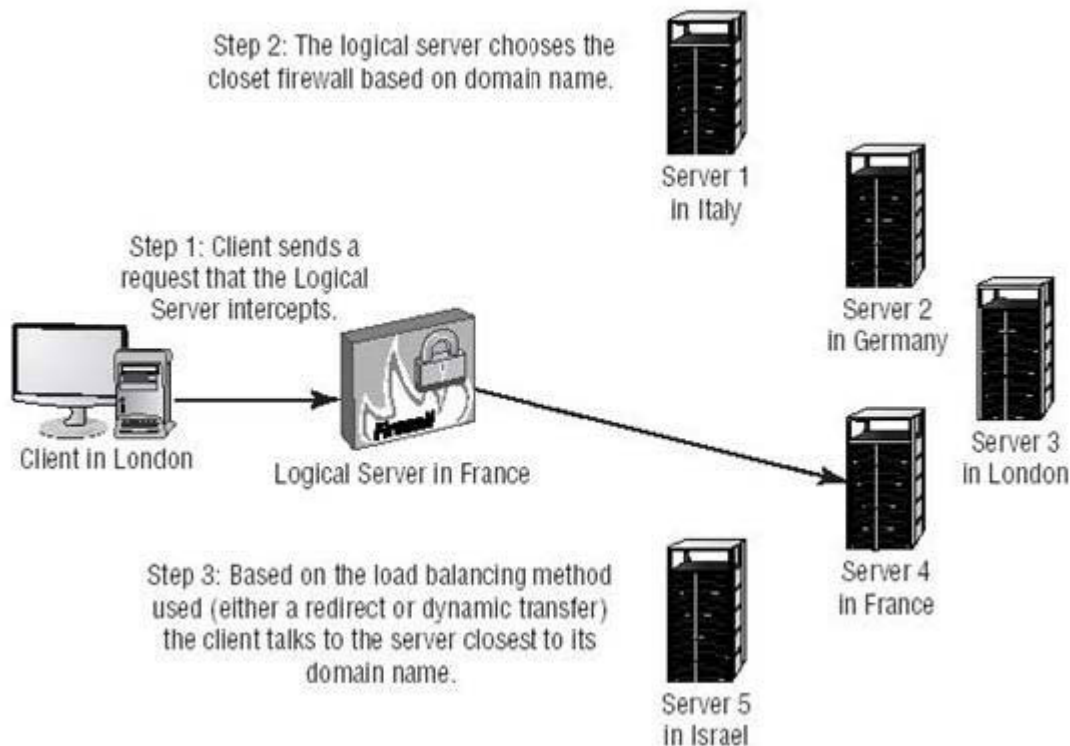 Step 2: The logical server chooses the
closet firewall based on domain name.
Server 1
in Italy
Step 1: Client sends a
request that the Logical
Server intercepts.
Server 2
in Germany
Firewall
Client in London
Logical Server in France
Server 3
in London
Step 3: Based on the load balancing method
used (either a redirect or dynamic transfer)
the client talks to the server closest to its
domain name.
Server 4
in France
Server 5
in Israel